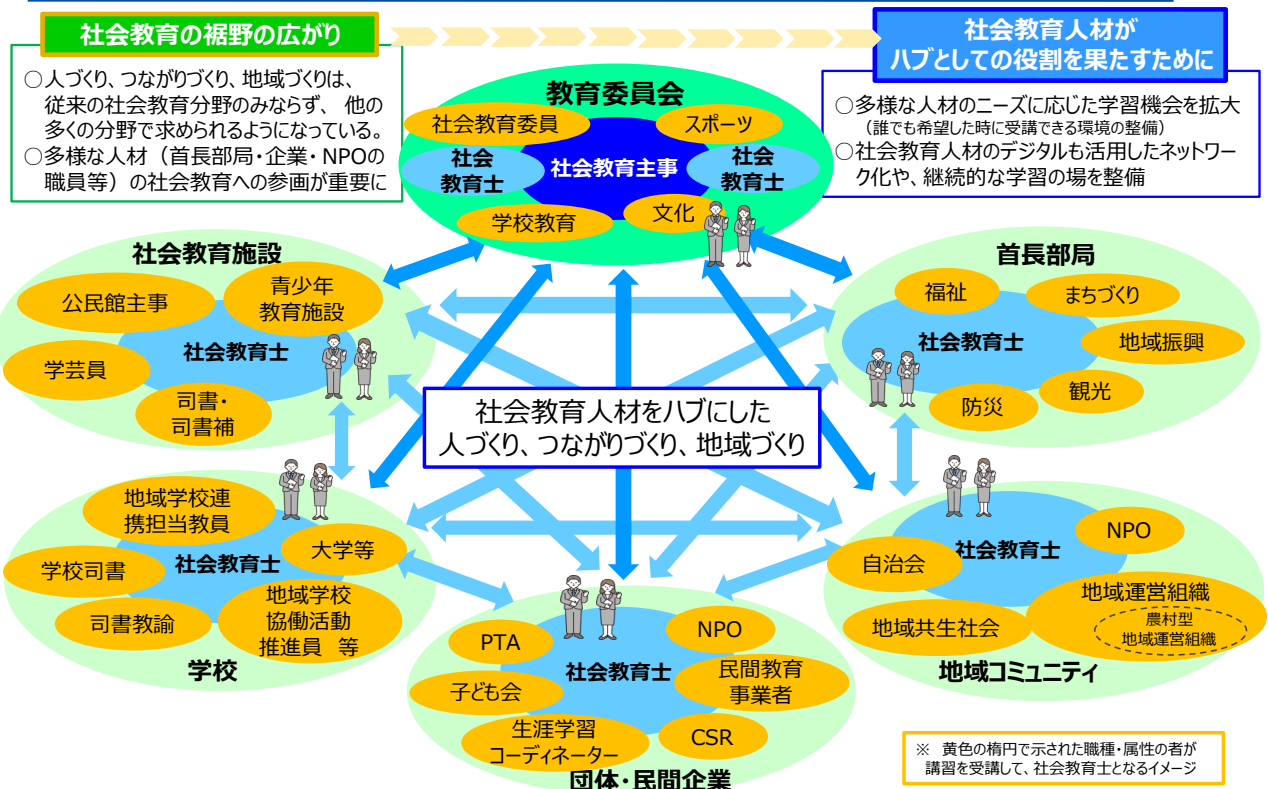 社会教育の裾野の広がり
○人づくり、つながりづくり、地域づくりは、
従来の社会教育分野のみならず、他の
多くの分野で求められるようになっている。
○多様な人材（首長部局・企業・NPOの
職員等）の社会教育への参画が重要に
社会教育人材が
ハブとしての役割を果たすために
○多様な人材のニーズに応じた学習機会を拡大
（誰でも希望した時に受講できる環境の整備）
○社会教育人材のデジタルも活用したネットワー
ク化や、継続的な学習の場を整備
教育委員会
社会教育委員
スポーツ
社会
教育士
社会教育主事
社会
教育士
学校教育
文化
社会教育施設
公民館主事
青少年
教育施設
社会教育士
学芸員
司書・
司書補
首長部局
福祉
まちづくり
社会教育士
地域振興
防災
観光
社会教育人材をハブにした
人づくり、つながりづくり、地域づくり
地域学校連
携担当教員
社会教育士
大学等
学校司書
司書教諭
地域学校
協働活動
推進員 等
学校
PTA
NPO
社会教育士
子ども会
民間教育
事業者
生涯学習
コーディネーター
CSR
団体・民間企業
NPO
自治会
社会教育士
地域運営組織
農村型
地域運営組織
地域共生社会
地域コミュニティ
※ 黄色の楕円で示された職種・属性の者が
講習を受講して、社会教育士となるイメージ